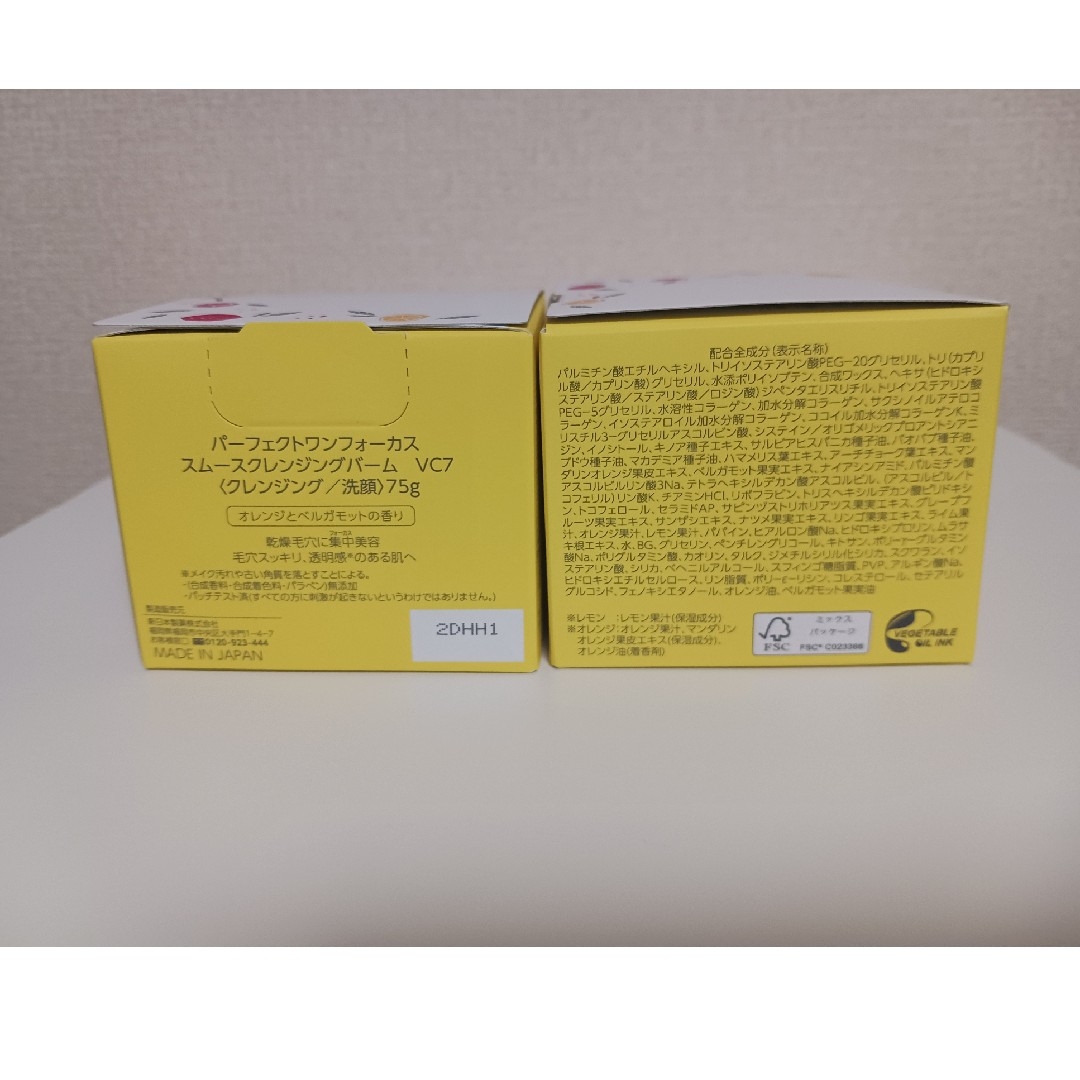 パーフェクトワンフォーカス
スムースクレンジングバーム VC7
〈クレンジング/洗顔〉75g
オレンジとベルガモットの香り
フォーカス
乾燥毛穴に集中美容
毛穴スッキリ、透明感※のある肌へ
※メイク汚れや古い角質を落とすことによる。
・(合成香料・合成着色料・パラベン)無添加
・パッチテスト済(すべての方に刺激が起きないというわけではありません。)
製造販売元
新日本製薬株式会社
福岡県福岡市中央区大手門1-4-7
お客様窓口 0120-923-444
MADE IN JAPAN
2DHH1
配合全成分(表示名称)
パルミチン酸エチルヘキシル、トリイソステアリン酸PEG-20グリセリル、トリ(カプリ
ル酸/カプリン酸)グリセリル、水添ポリイソブテン、合成ワックス、ヘキサ(ヒドロキシ
ステアリン酸/ステアリン酸/ロジン酸)ジペンタエリスリチル、トリイソステアリン酸
PEG-5グリセリル、水溶性コラーゲン、加水分解コラーゲン、サクシノイルアテロコ
ラーゲン、イソステアロイル加水分解コラーゲン、ココイル加水分解コラーゲンK、ミ
リスチル3-グリセリルアスコルビン酸、システイン/オリゴメリックプロアントシアニ
ジン、イノシトール、キノア種子エキス、サルビアヒスパニカ種子油、バオバブ種子油、
ブドウ種子油、マカデミア種子油、ハマメリス葉エキス、アーチチョーク葉エキス、マン
ダリンオレンジ果皮エキス、ベルガモット果実エキス、ナイアシンアミド、パルミチン酸
アスコルビルリン酸3Na、テトラヘキシルデカン酸アスコルビル、(アスコルビル/ト
コフェリル)リン酸K、チアミンHCl、リボフラビン、トリスヘキシルデカン酸ピリドキシ
ン、トコフェロール、セラミドAP、サピンヅストリホリアツス果実エキス、グレープフ
ルーツ果実エキス、サンザシエキス、ナツメ果実エキス、リンゴ果実エキス、ライム果
汁、オレンジ果汁、レモン果汁、パパイン、ヒアルロン酸Na、ヒドロキシプロリン、ムラサ
キ根エキス、水、BG、グリセリン、ペンチレングリコール、キトサン、ポリ-γ-グルタミン
酸Na、ポリグルタミン酸、カオリン、タルク、ジメチルシリル化シリカ、スクワラン、イソ
ステアリン酸、シリカ、ベヘニルアルコール、スフィンゴ糖脂質、PVP、アルギン酸Na、
ヒドロキシエチルセルロース、リン脂質、ポリ-ε-リシン、コレステロール、セテアリル
グルコシド、フェノキシエタノール、オレンジ油、ベルガモット果実油
※レモン :レモン果汁(保湿成分)
※オレンジ:オレンジ果汁、マンダリン
オレンジ果皮エキス(保湿成分)、
オレンジ油(着香剤)
FSC
ミックス
パッケージ
FSC® C023368
VEGETABLE
OIL INK